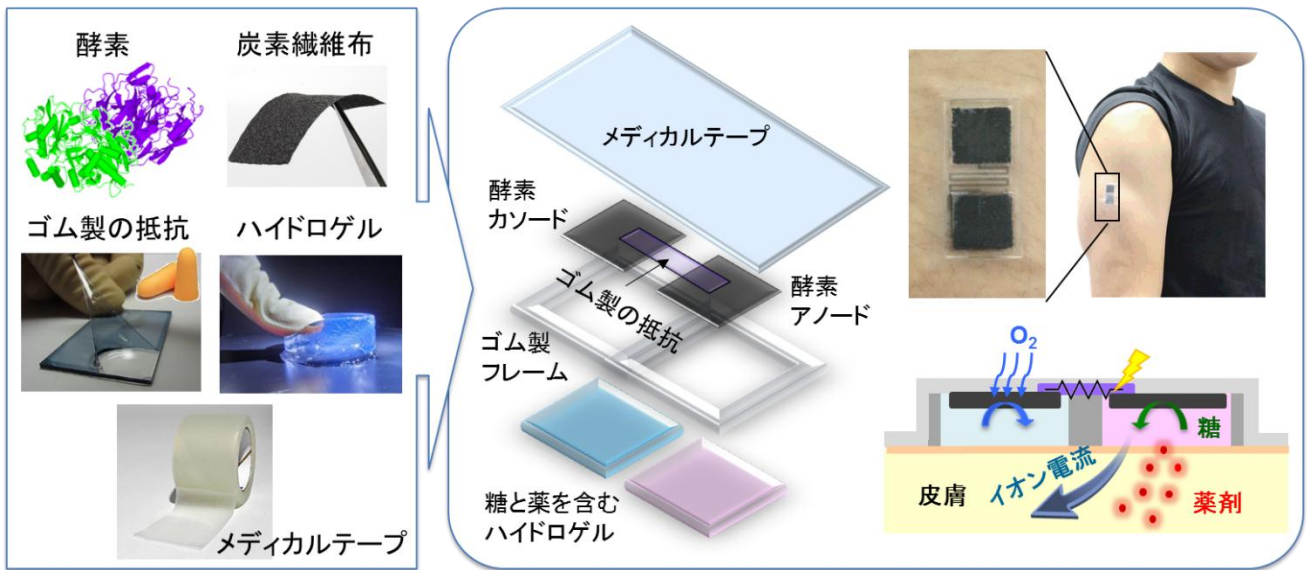 酵素
炭素繊維布
ゴム製の抵抗
ハイドロゲル
メディカルテープ
メディカルテープ
酵素
カソード
ゴム製の抵抗
酵素
アノード
ゴム製
フレーム
糖と薬を含む
ハイドロゲル
O₂
糖
イオン電流
皮膚
薬剤